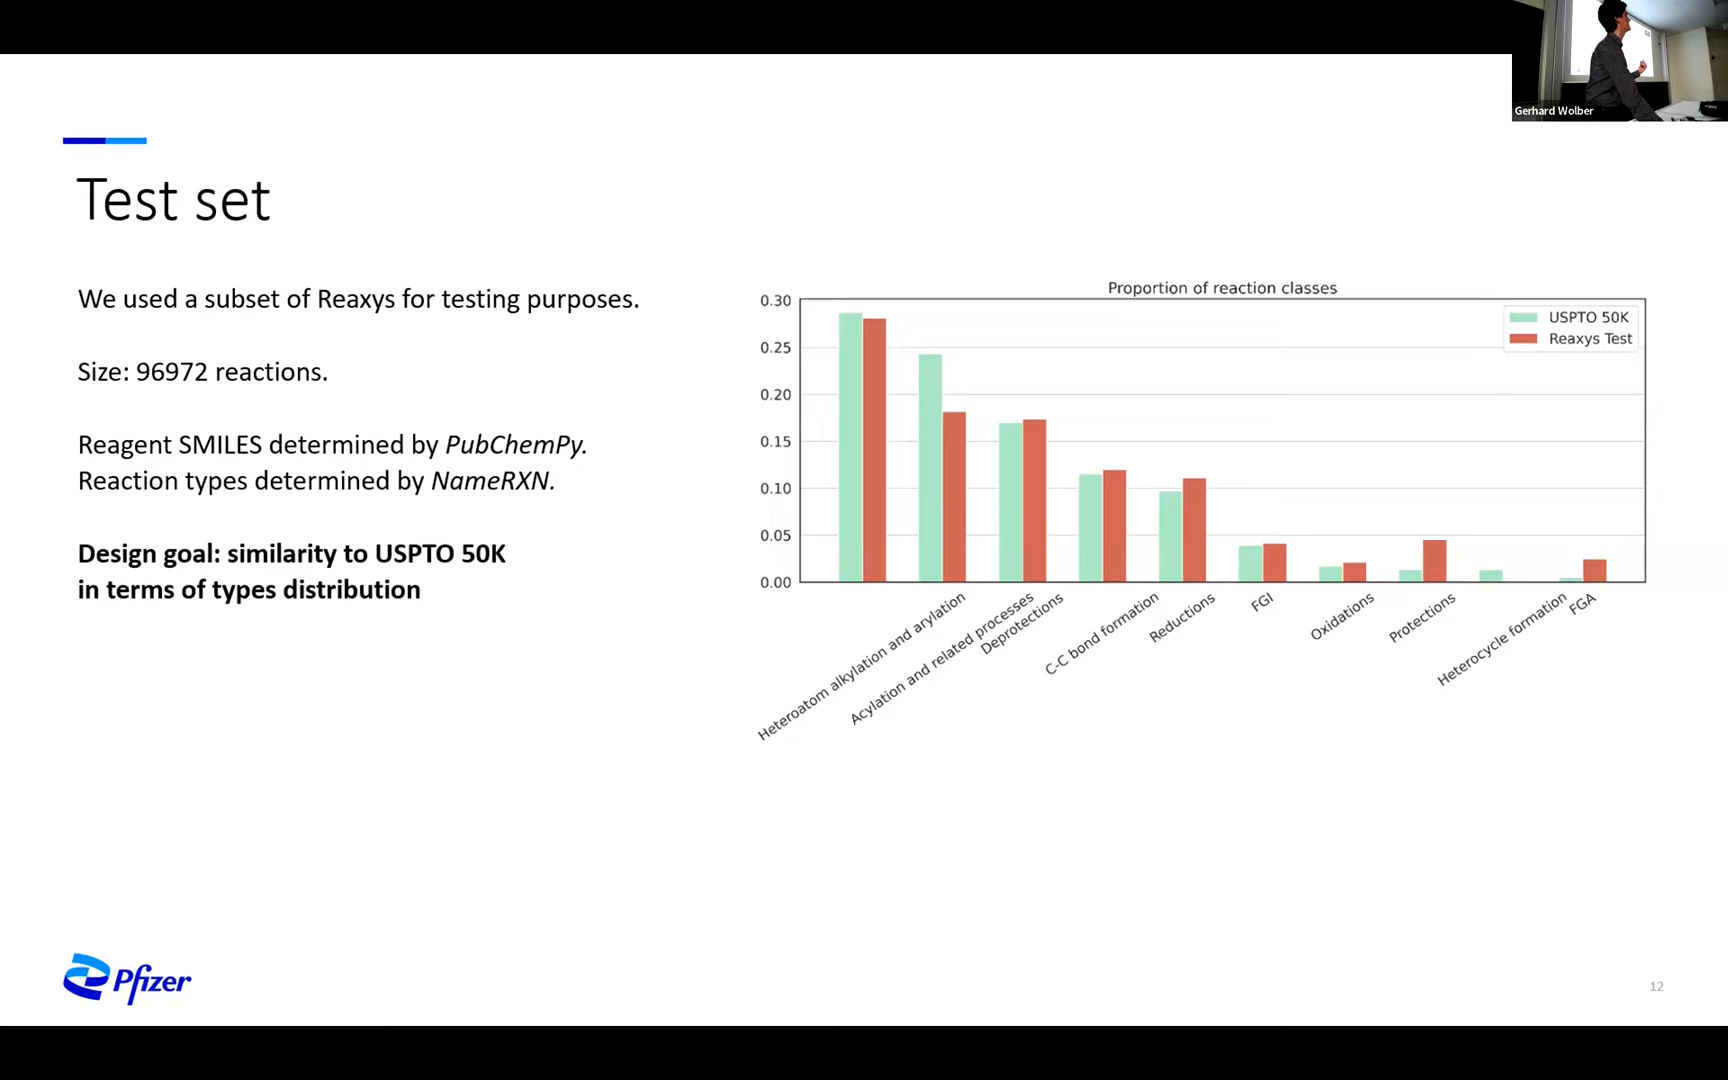 Gerhard Wolber
Test set
We used a subset of Reaxys for testing purposes.
Size: 96972 reactions.
Reagent SMILES determined by PubChemPy.
Reaction types determined by NameRXN.
Design goal: similarity to USPTO 50K
in terms of types distribution
Proportion of reaction classes
USPTO 50K
Reaxys Test
0.30
0.25
0.20
0.15
0.10
0.05
0.00
Heteroatom alkylation and arylation
Acylation and related processes
Deprotections
C-C bond formation
Reductions
FGI
Oxidations
Protections
Heterocycle formation
FGA
Pfizer
12